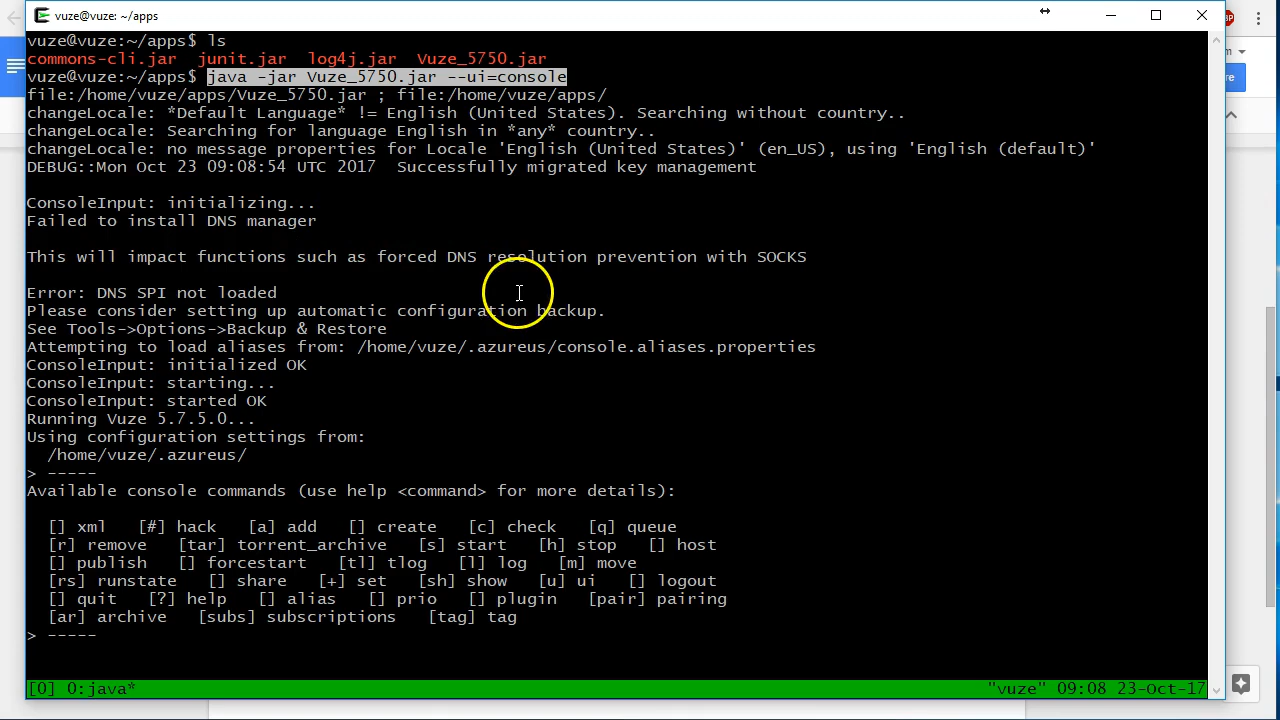 vuze@vuze: ~/apps
vuze@vuze:~/apps$ ls
commons-cli.jar  junit.jar  log4j.jar  Vuze_5750.jar
vuze@vuze:~/apps$ java -jar Vuze_5750.jar --ui=console
file:/home/vuze/apps/Vuze_5750.jar ; file:/home/vuze/apps/
changeLocale: *Default Language* != English (United States). Searching without country..
changeLocale: Searching for language English in *any* country..
changeLocale: no message properties for Locale 'English (United States)' (en_US), using 'English (default)'
DEBUG::Mon Oct 23 09:08:54 UTC 2017  Successfully migrated key management
ConsoleInput: initializing...
Failed to install DNS manager
This will impact functions such as forced DNS resolution prevention with SOCKS
Error: DNS SPI not loaded
Please consider setting up automatic configuration backup.
See Tools->Options->Backup & Restore
Attempting to load aliases from: /home/vuze/.azureus/console.aliases.properties
ConsoleInput: initialized OK
ConsoleInput: starting...
ConsoleInput: started OK
Running Vuze 5.7.5.0...
Using configuration settings from:
  /home/vuze/.azureus/
> -----
Available console commands (use help <command> for more details):
  [] xml   [#] hack   [a] add   [] create   [c] check   [q] queue
  [r] remove   [tar] torrent_archive   [s] start   [h] stop   [] host
  [] publish   [] forcestart   [tl] tlog   [l] log   [m] move
  [rs] runstate   [] share   [+] set   [sh] show   [u] ui   [] logout
  [] quit   [?] help   [] alias   [] prio   [] plugin   [pair] pairing
  [ar] archive   [subs] subscriptions   [tag] tag
> -----
[0] 0:java*   "vuze" 09:08 23-Oct-17